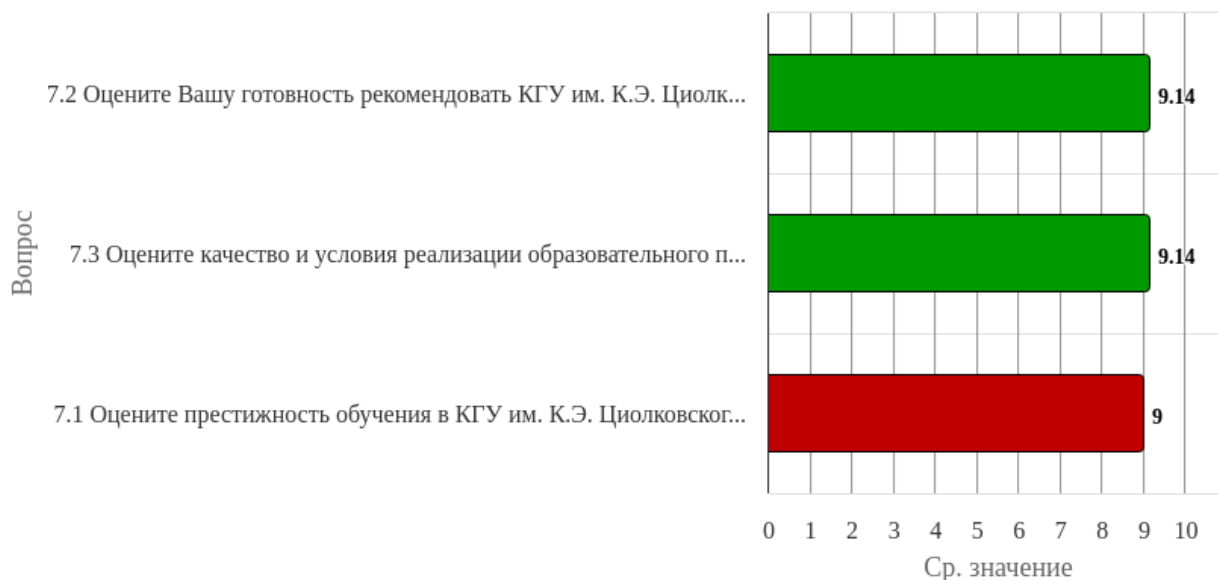 7.2 Оцените Вашу готовность рекомендовать КГУ им. К.Э. Циолк...
9.14
7.3 Оцените качество и условия реализации образовательного п...
9.14
7.1 Оцените престижность обучения в КГУ им. К.Э. Циолковског...
9
Вопрос
0 1 2 3 4 5 6 7 8 9 10
Ср. значение